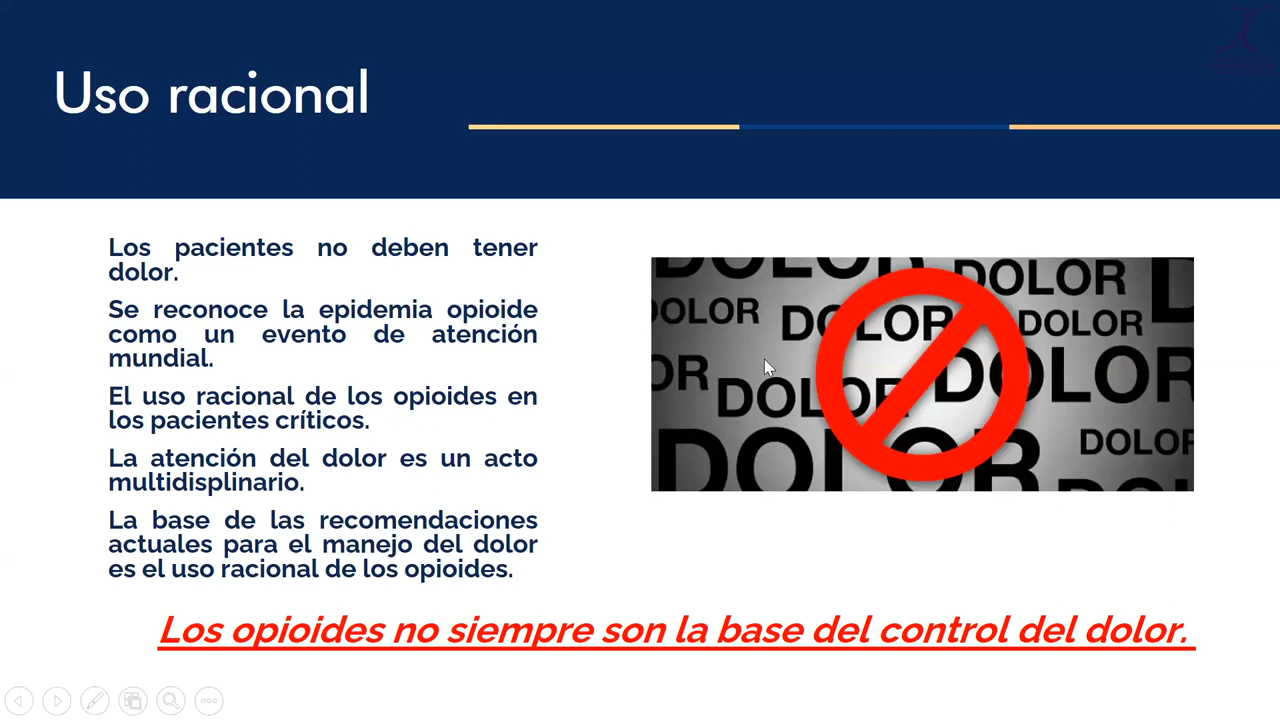 Uso racional
Los pacientes no deben tener
dolor.
Se reconoce la epidemia opioide
como un evento de atención
mundial.
El uso racional de los opioides en
los pacientes críticos.
La atención del dolor es un acto
multidisplinario.
La base de las recomendaciones
actuales para el manejo del dolor
es el uso racional de los opioides.
DOLOR DOLOR
DOLOR DOLOR DOLOR
DOLOR DOLOR
DOLOR DOLOR
Los opioides no siempre son la base del control del dolor.